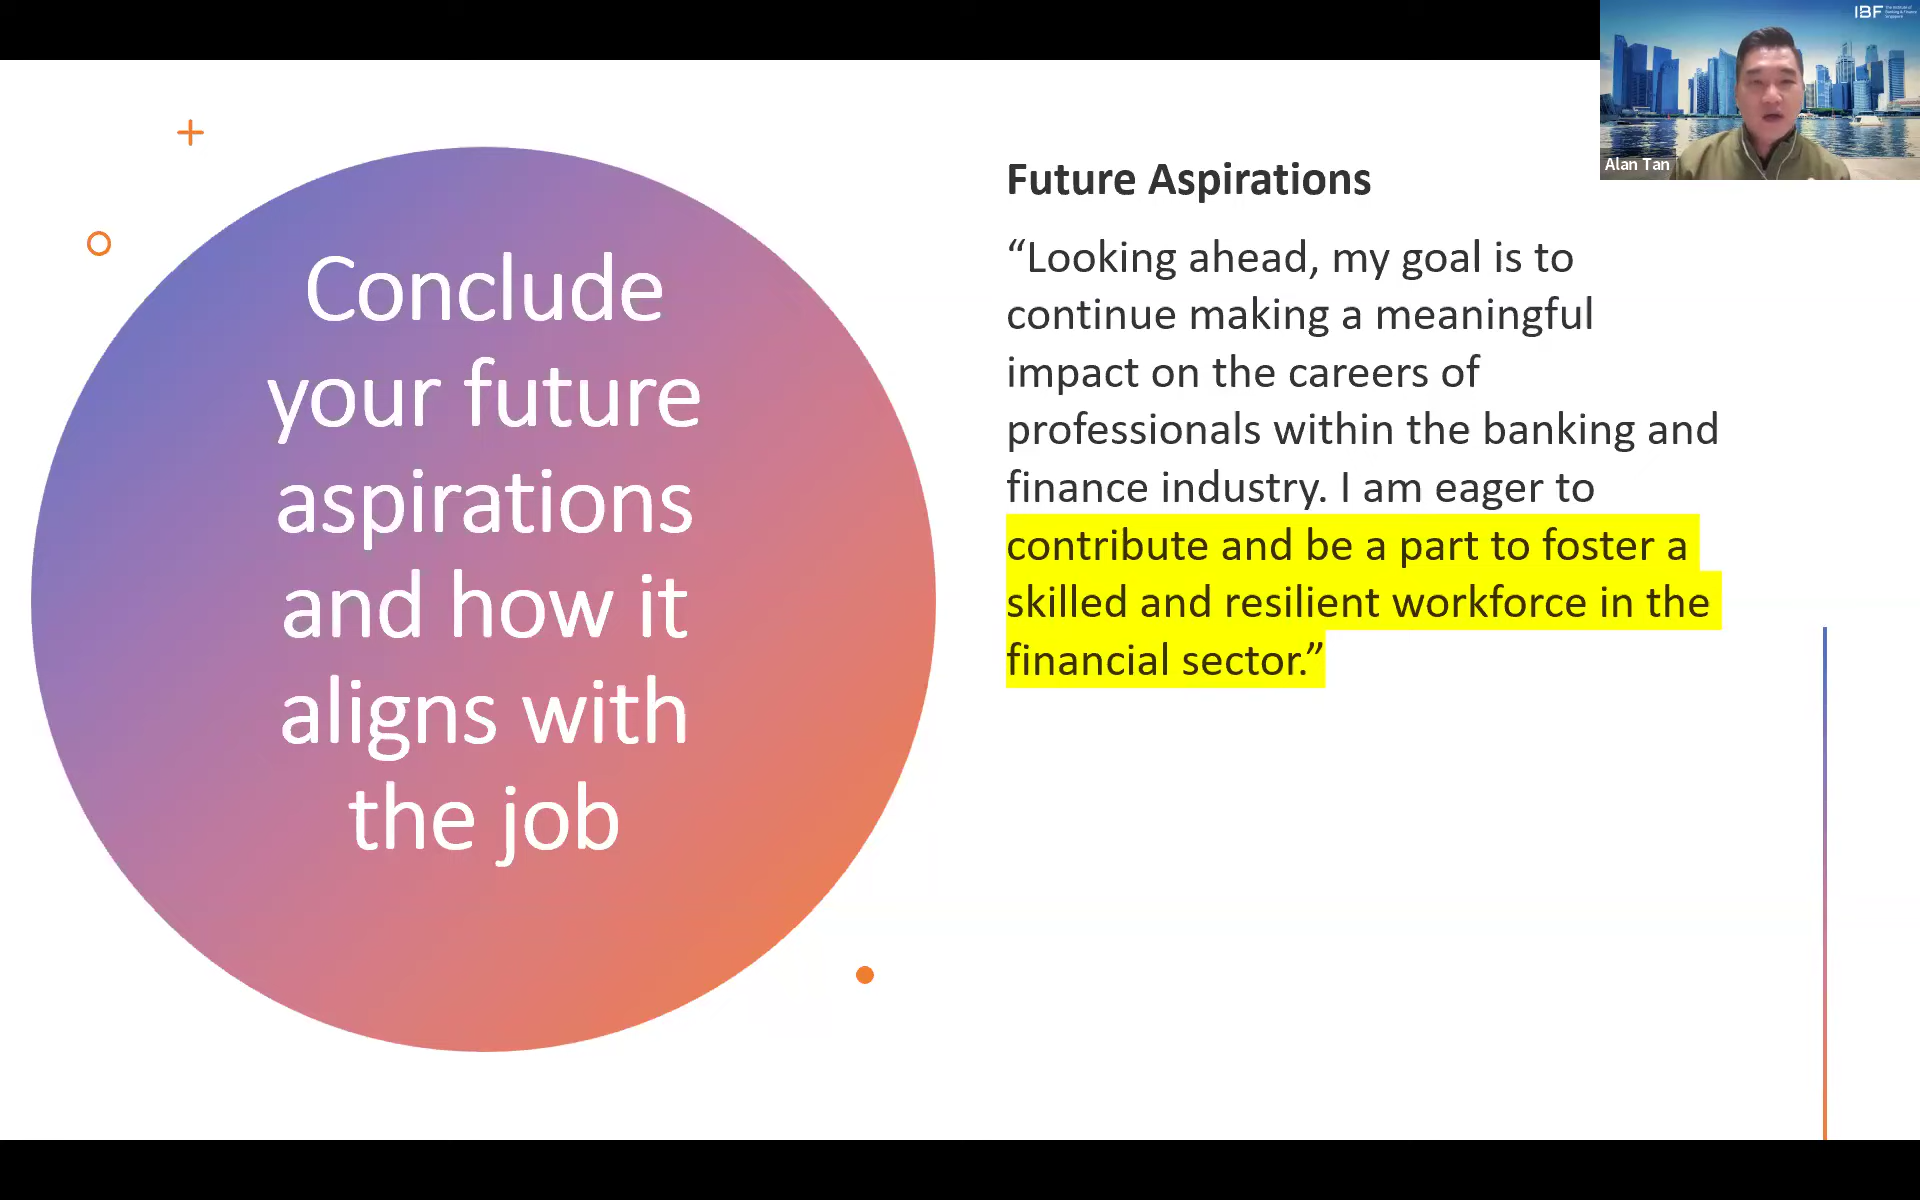 IBF
Alan Tan
Conclude
your future
aspirations
and how it
aligns with
the job
Future Aspirations
“Looking ahead, my goal is to
continue making a meaningful
impact on the careers of
professionals within the banking and
finance industry. I am eager to
contribute and be a part to foster a
skilled and resilient workforce in the
financial sector.”